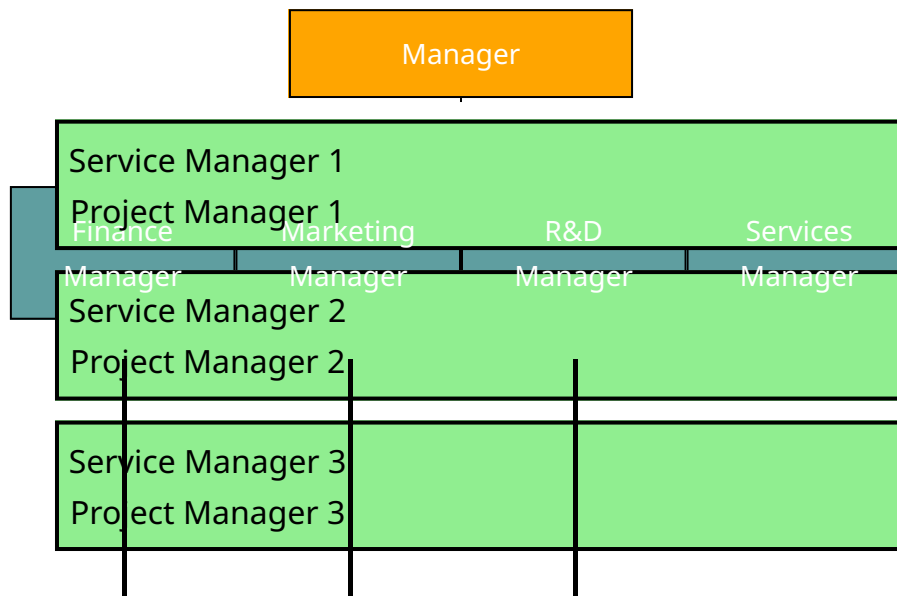 Manager
Service Manager 1
Project Manager 1
Finance Manager
Marketing Manager
R&D Manager
Services Manager
Service Manager 2
Project Manager 2
Service Manager 3
Project Manager 3